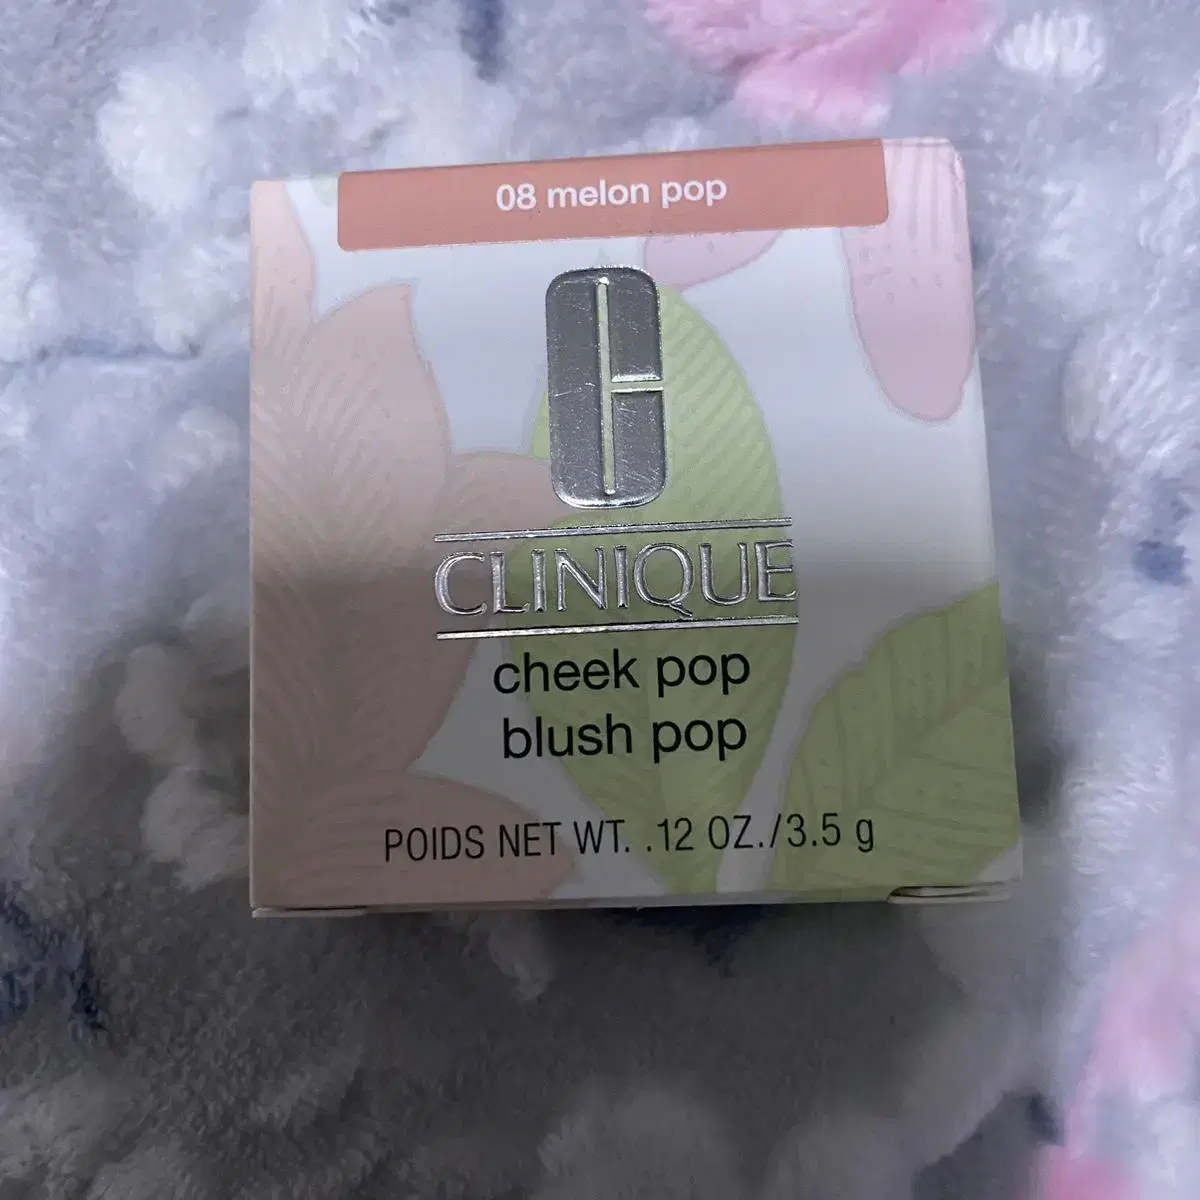 08 melon pop
CLINIQUE
cheek pop
blush pop
POIDS NET WT. .12 OZ./3.5 g